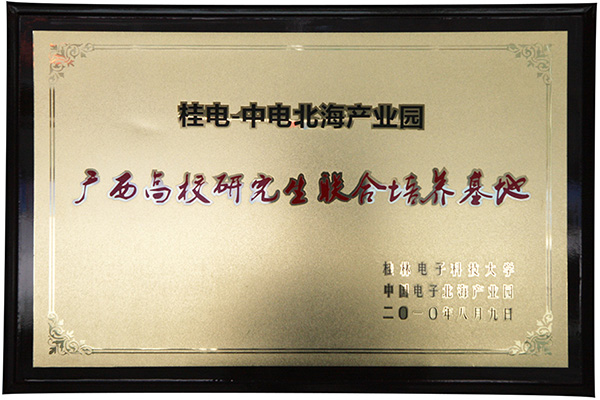 桂电-中电北海产业园
广西高校研究生联合培养基地
桂林电子科技大学
中国电子北海产业园
二〇一〇年八月九日